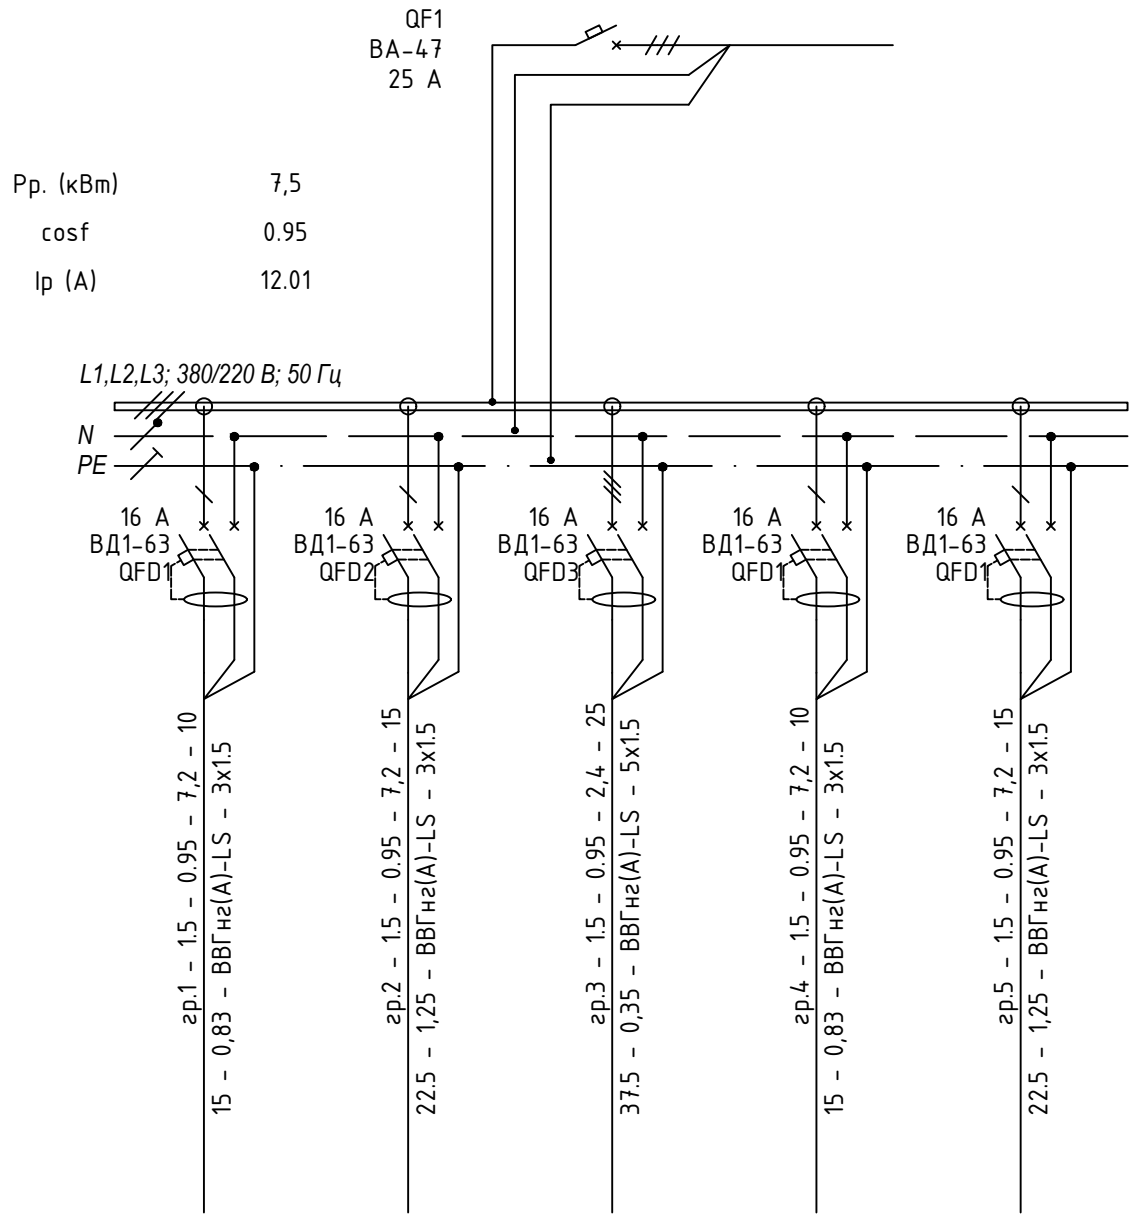 QF1
ВА-47
25 А
Рр. (кВт) 7,5
cosf 0.95
Ip (А) 12.01
L1,L2,L3; 380/220 В; 50 Гц
N
PE
16 А
ВД1-63
QFD1
16 А
ВД1-63
QFD2
16 А
ВД1-63
QFD3
16 А
ВД1-63
QFD1
16 А
ВД1-63
QFD1
гр.1 - 1.5 - 0.95 - 7,2 - 10
15 - 0,83 - ВВГнг(А)-LS - 3х1.5
гр.2 - 1.5 - 0.95 - 7,2 - 15
22.5 - 1,25 - ВВГнг(А)-LS - 3х1.5
гр.3 - 1.5 - 0.95 - 2,4 - 25
37.5 - 0,35 - ВВГнг(А)-LS - 5х1.5
гр.4 - 1.5 - 0.95 - 7,2 - 10
15 - 0,83 - ВВГнг(А)-LS - 3х1.5
гр.5 - 1.5 - 0.95 - 7,2 - 15
22.5 - 1,25 - ВВГнг(А)-LS - 3х1.5